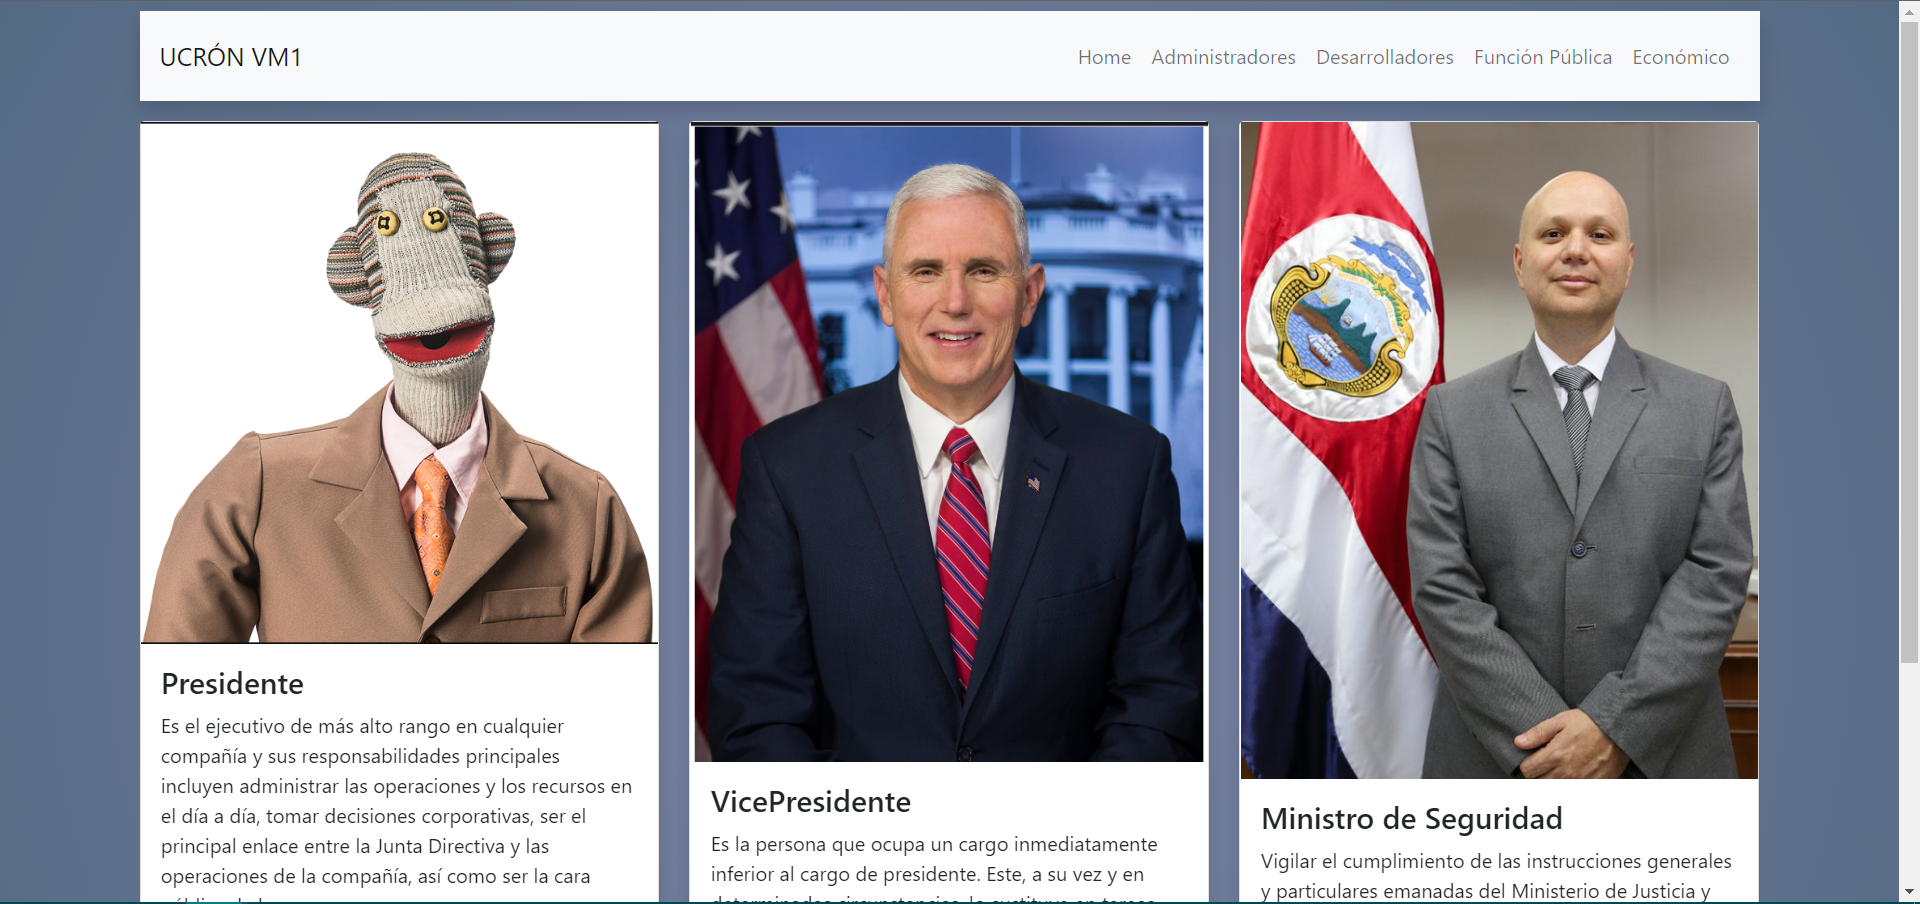 UCRÓN VM1
Home Administradores Desarrolladores Función Pública Económico
Presidente
Es el ejecutivo de más alto rango en cualquier
compañía y sus responsabilidades principales
incluyen administrar las operaciones y los recursos en
el día a día, tomar decisiones corporativas, ser el
principal enlace entre la Junta Directiva y las
operaciones de la compañía, así como ser la cara
VicePresidente
Es la persona que ocupa un cargo inmediatamente
inferior al cargo de presidente. Este, a su vez y en
Ministro de Seguridad
Vigilar el cumplimiento de las instrucciones generales
y particulares emanadas del Ministerio de Justicia y